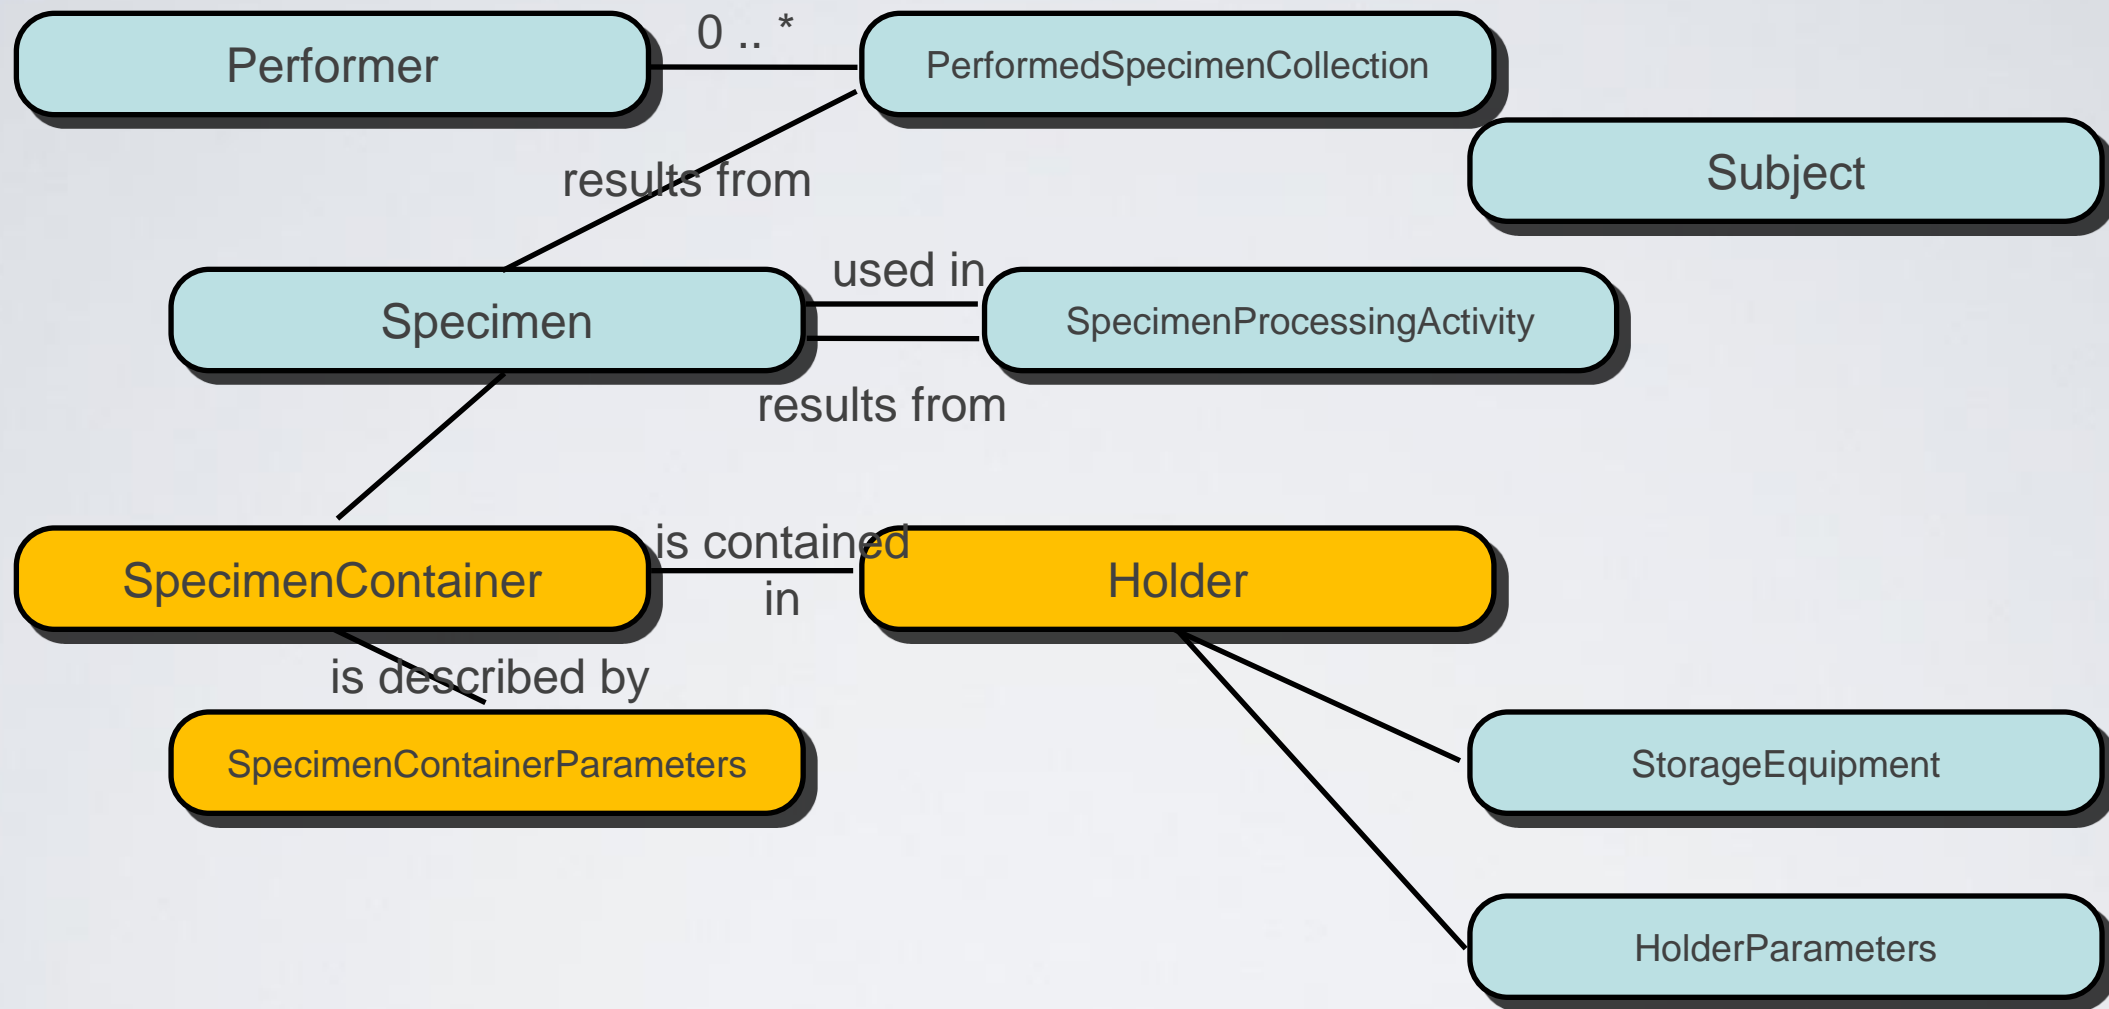 Performer
0 .. *
PerformedSpecimenCollection
Subject
results from
Specimen
used in
SpecimenProcessingActivity
results from
SpecimenContainer
is contained
in
Holder
is described by
SpecimenContainerParameters
StorageEquipment
HolderParameters